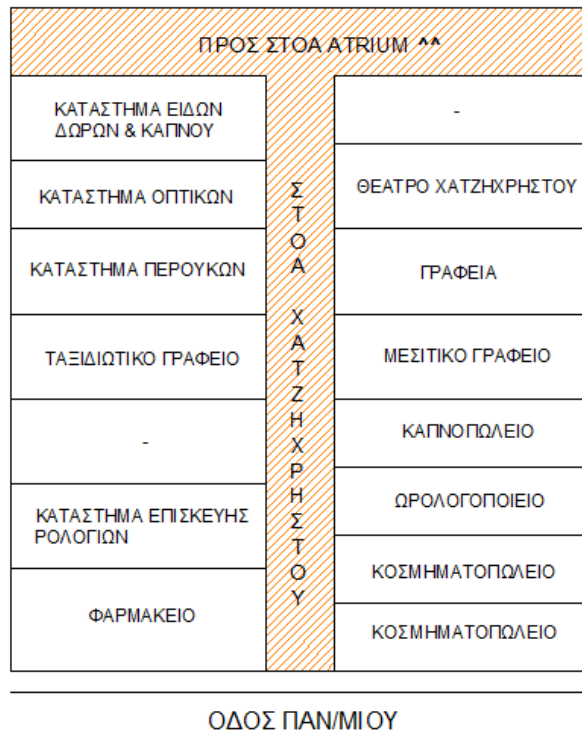 ΠΡΟΣ ΣΤΟΑ ATRIUM ^^
ΚΑΤΑΣΤΗΜΑ ΕΙΔΩΝ
ΔΩΡΩΝ & ΚΑΠΝΟΥ
ΚΑΤΑΣΤΗΜΑ ΟΠΤΙΚΩΝ
ΚΑΤΑΣΤΗΜΑ ΠΕΡΟΥΚΩΝ
ΤΑΞΙΔΙΩΤΙΚΟ ΓΡΑΦΕΙΟ
-
ΚΑΤΑΣΤΗΜΑ ΕΠΙΣΚΕΥΗΣ
ΡΟΛΟΓΙΩΝ
ΦΑΡΜΑΚΕΙΟ
ΣΤΟΑ ΧΑΤΖΗΧΡΗΣΤΟΥ
-
ΘΕΑΤΡΟ ΧΑΤΖΗΧΡΗΣΤΟΥ
ΓΡΑΦΕΙΑ
ΜΕΣΙΤΙΚΟ ΓΡΑΦΕΙΟ
ΚΑΠΝΟΠΩΛΕΙΟ
ΩΡΟΛΟΓΟΠΟΙΕΙΟ
ΚΟΣΜΗΜΑΤΟΠΩΛΕΙΟ
ΚΟΣΜΗΜΑΤΟΠΩΛΕΙΟ
ΟΔΟΣ ΠΑΝ/ΜΙΟΥ